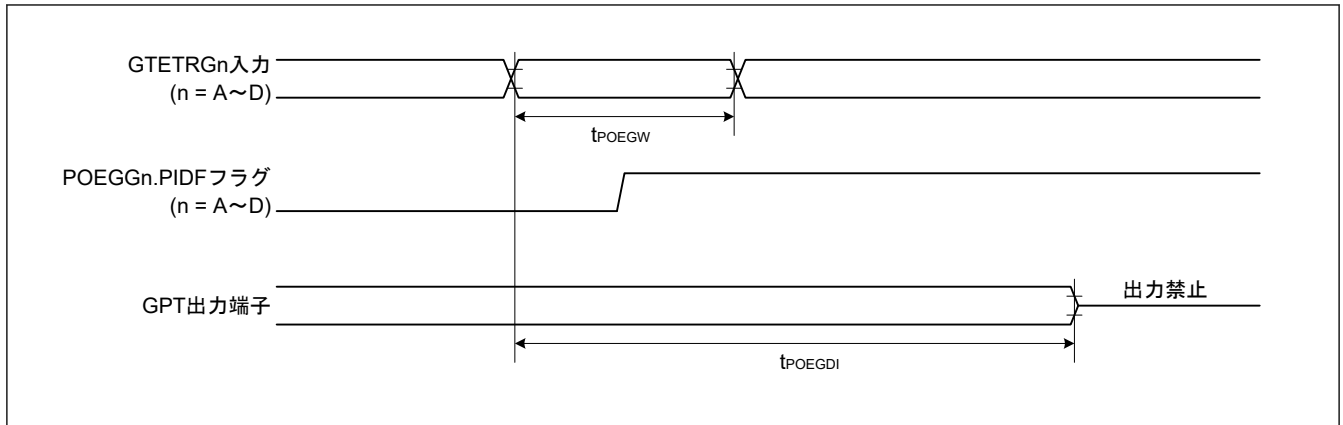 GTETRGn入力
(n = A～D)
tPOEGW
POEGGn.PIDFフラグ
(n = A～D)
GPT出力端子
出力禁止
tPOEGDI